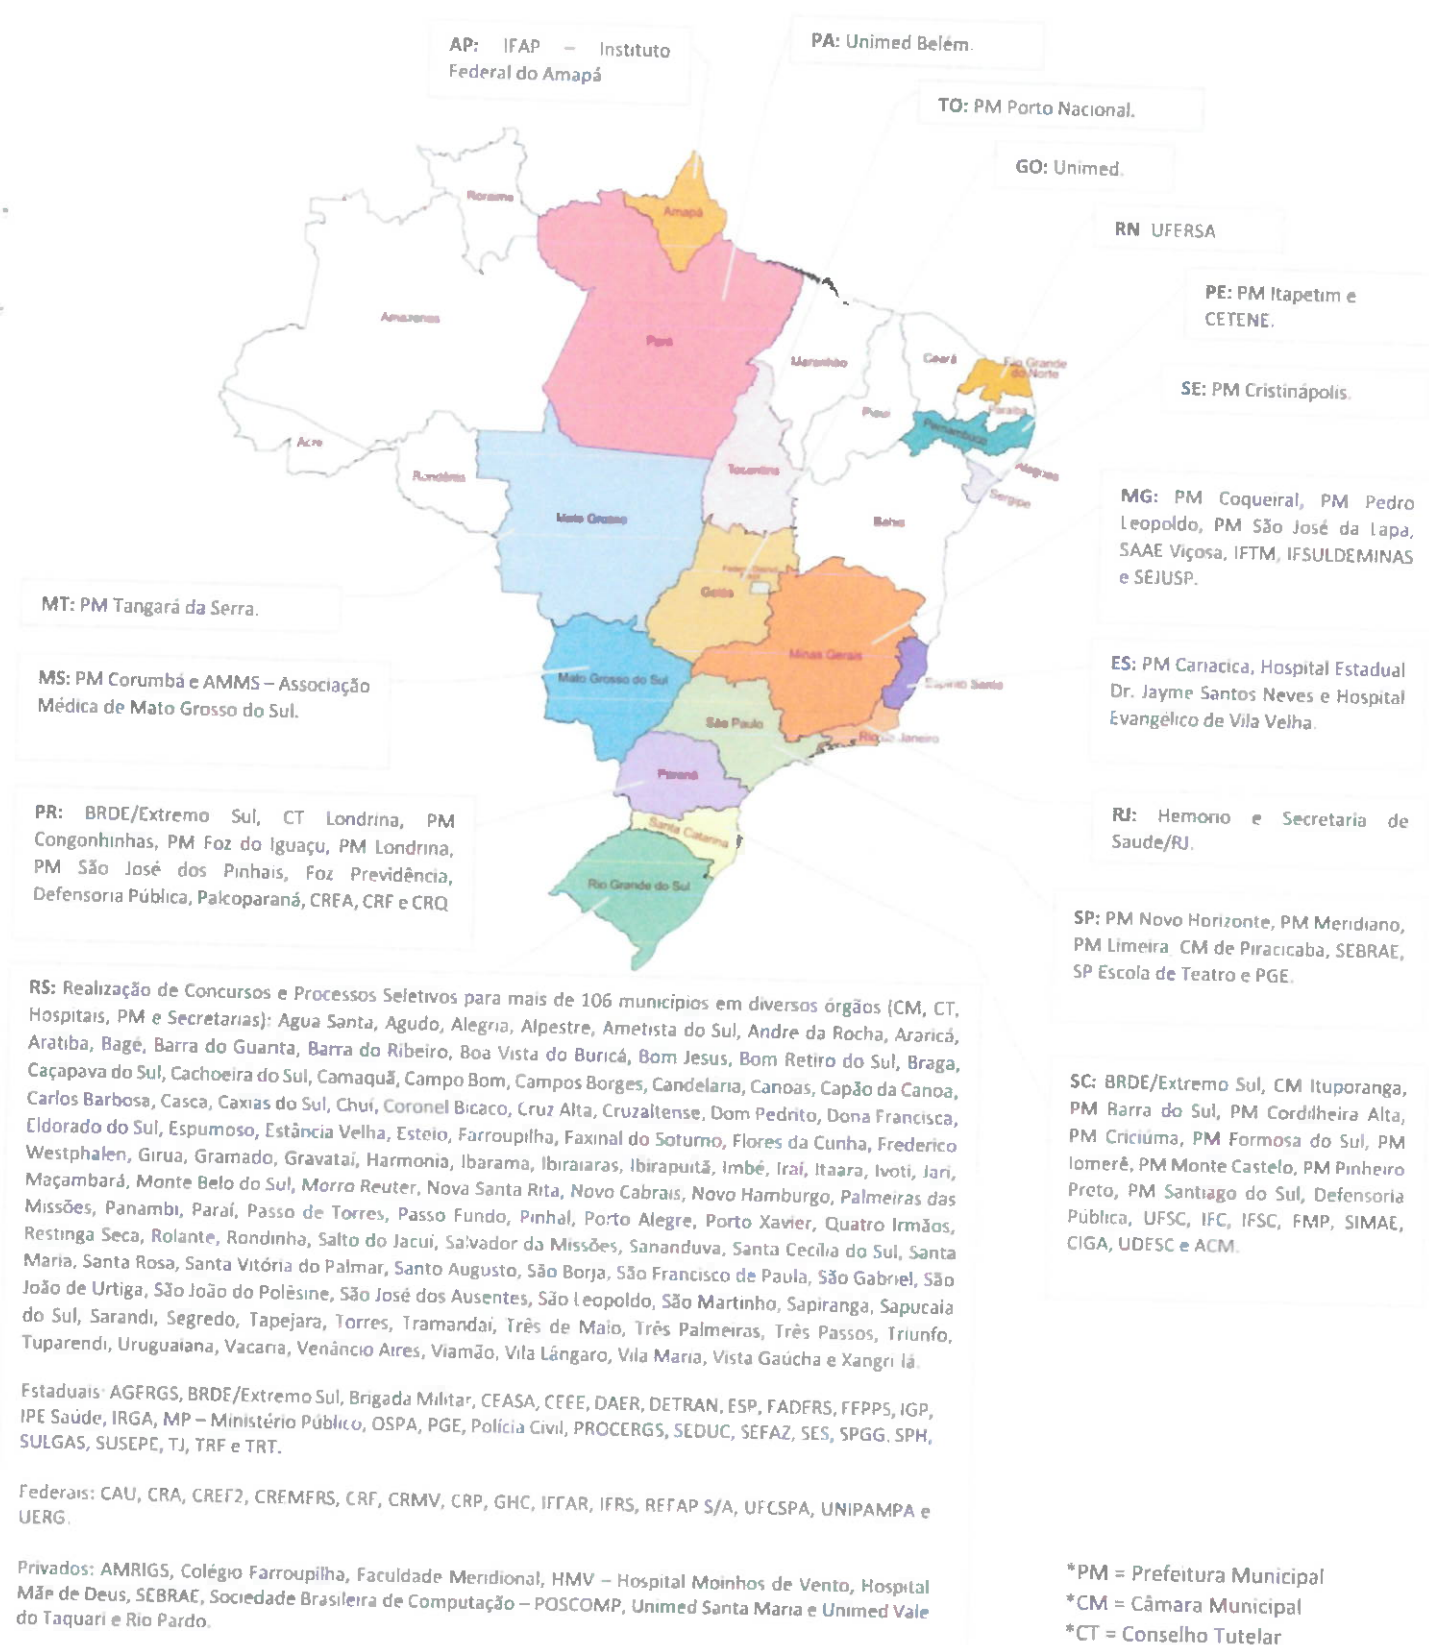 AP: IFAP – Instituto
Federal do Amapá
PA: Unimed Belém.
TO: PM Porto Nacional.
GO: Unimed.
RN UFERSA
PE: PM Itapetim e
CETENE.
SE: PM Cristinápolis.
MG: PM Coqueiral, PM Pedro
Leopoldo, PM São José da Lapa,
SAAE Viçosa, IFTM, IFSULDEMINAS
e SEJUSP.
ES: PM Cariacica, Hospital Estadual
Dr. Jayme Santos Neves e Hospital
Evangélico de Vila Velha.
RJ: Hemorio e Secretaria de
Saude/RJ.
SP: PM Novo Horizonte, PM Meridiano,
PM Limeira CM de Piracicaba, SEBRAE,
SP Escola de Teatro e PGE.
SC: BRDE/Extremo Sul, CM Ituporanga,
PM Barra do Sul, PM Cordilheira Alta,
PM Criciúma, PM Formosa do Sul, PM
Iomerê, PM Monte Castelo, PM Pinheiro
Preto, PM Santiago do Sul, Defensoria
Pública, UFSC, IFC, IFSC, FMP, SIMAE,
CIGA, UDESC e ACM.
Roraima
Amapá
Amazonas
Pará
Maranhão
Ceará
Rio Grande
do Norte
Paraíba
Piauí
Pernambuco
Alagoas
Sergipe
Acre
Rondônia
Tocantins
Mato Grosso
Bahia
Goiás
Minas Gerais
Espírito Santo
Mato Grosso do Sul
São Paulo
Rio de Janeiro
Paraná
Santa Catarina
Rio Grande do Sul
MT: PM Tangará da Serra.
MS: PM Corumbá e AMMS – Associação
Médica de Mato Grosso do Sul.
PR: BRDE/Extremo Sul, CT Londrina, PM
Congonhinhas, PM Foz do Iguaçu, PM Londrina,
PM São José dos Pinhais, Foz Previdência,
Defensoria Pública, Palcoparaná, CREA, CRF e CRQ
RS: Realização de Concursos e Processos Seletivos para mais de 106 municípios em diversos órgãos (CM, CT,
Hospitais, PM e Secretarias): Agua Santa, Agudo, Alegria, Alpestre, Ametista do Sul, Andre da Rocha, Araricá,
Aratiba, Bagé, Barra do Guarita, Barra do Ribeiro, Boa Vista do Buricá, Bom Jesus, Bom Retiro do Sul, Braga,
Caçapava do Sul, Cachoeira do Sul, Camaquã, Campo Bom, Campos Borges, Candelaria, Canoas, Capão da Canoa,
Carlos Barbosa, Casca, Caxias do Sul, Chuí, Coronel Bicaco, Cruz Alta, Cruzaltense, Dom Pedrito, Dona Francisca,
Eldorado do Sul, Espumoso, Estância Velha, Esteio, Farroupilha, Faxinal do Soturno, Flores da Cunha, Frederico
Westphalen, Girua, Gramado, Gravataí, Harmonia, Ibarama, Ibiraiaras, Ibirapuitã, Imbé, Iraí, Itaara, Ivoti, Jari,
Maçambará, Monte Belo do Sul, Morro Reuter, Nova Santa Rita, Novo Cabrais, Novo Hamburgo, Palmeiras das
Missões, Panambi, Paraí, Passo de Torres, Passo Fundo, Pinhal, Porto Alegre, Porto Xavier, Quatro Irmãos,
Restinga Seca, Rolante, Rondinha, Salto do Jacuí, Salvador da Missões, Sananduva, Santa Cecília do Sul, Santa
Maria, Santa Rosa, Santa Vitória do Palmar, Santo Augusto, São Borja, São Francisco de Paula, São Gabriel, São
João de Urtiga, São João do Polêsine, São José dos Ausentes, São Leopoldo, São Martinho, Sapiranga, Sapucaia
do Sul, Sarandi, Segredo, Tapejara, Torres, Tramandaí, Três de Maio, Três Palmeiras, Três Passos, Triunfo,
Tuparendi, Uruguaiana, Vacaria, Venâncio Aires, Viamão, Vila Lângaro, Vila Maria, Vista Gaúcha e Xangri lá.
Estaduais: AGERGS, BRDE/Extremo Sul, Brigada Militar, CEASA, CEEE, DAER, DETRAN, ESP, FADERS, FEPPS, IGP,
IPE Saúde, IRGA, MP – Ministério Público, OSPA, PGE, Polícia Civil, PROCERGS, SEDUC, SEFAZ, SES, SPGG. SPH,
SULGAS, SUSEPE, TJ, TRF e TRT.
Federais: CAU, CRA, CREF2, CREMERS, CRF, CRMV, CRP, GHC, IFFAR, IFRS, REFAP S/A, UFCSPA, UNIPAMPA e
UERG.
Privados: AMRIGS, Colégio Farroupilha, Faculdade Meridional, HMV – Hospital Moinhos de Vento, Hospital
Mãe de Deus, SEBRAE, Sociedade Brasileira de Computação – POSCOMP, Unimed Santa Maria e Unimed Vale
do Taquari e Rio Pardo.
*PM = Prefeitura Municipal
*CM = Câmara Municipal
*CT = Conselho Tutelar